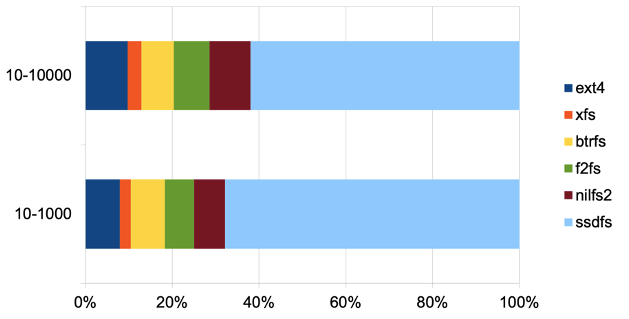 10-10000
10-1000
0%
20%
40%
60%
80%
100%
ext4
xfs
btrfs
f2fs
nilfs2
ssdfs